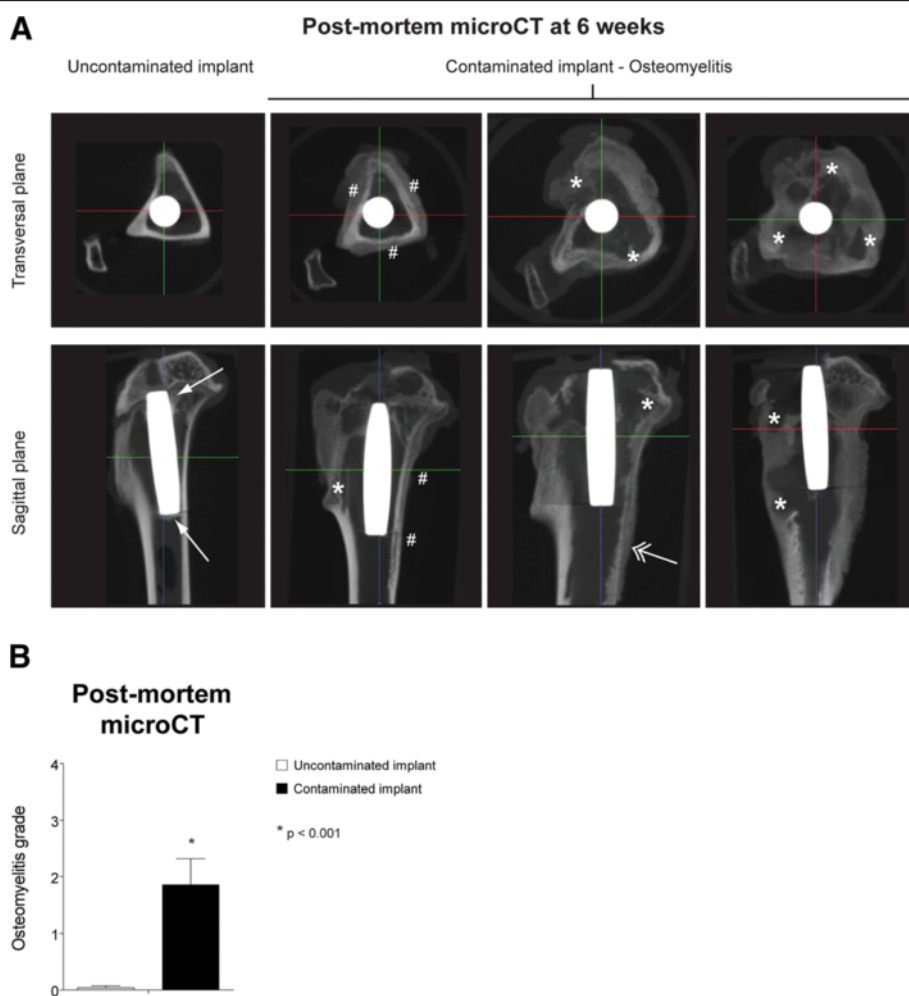 A
Post-mortem microCT at 6 weeks
Uncontaminated implant
Contaminated implant - Osteomyelitis
Transversal plane
# # #
* *
* * *
Sagittal plane
* # #
*
* *
B
Post-mortem
microCT
Osteomyelitis grade
4
3
2
1
0
*
Uncontaminated implant
Contaminated implant
* p < 0.001